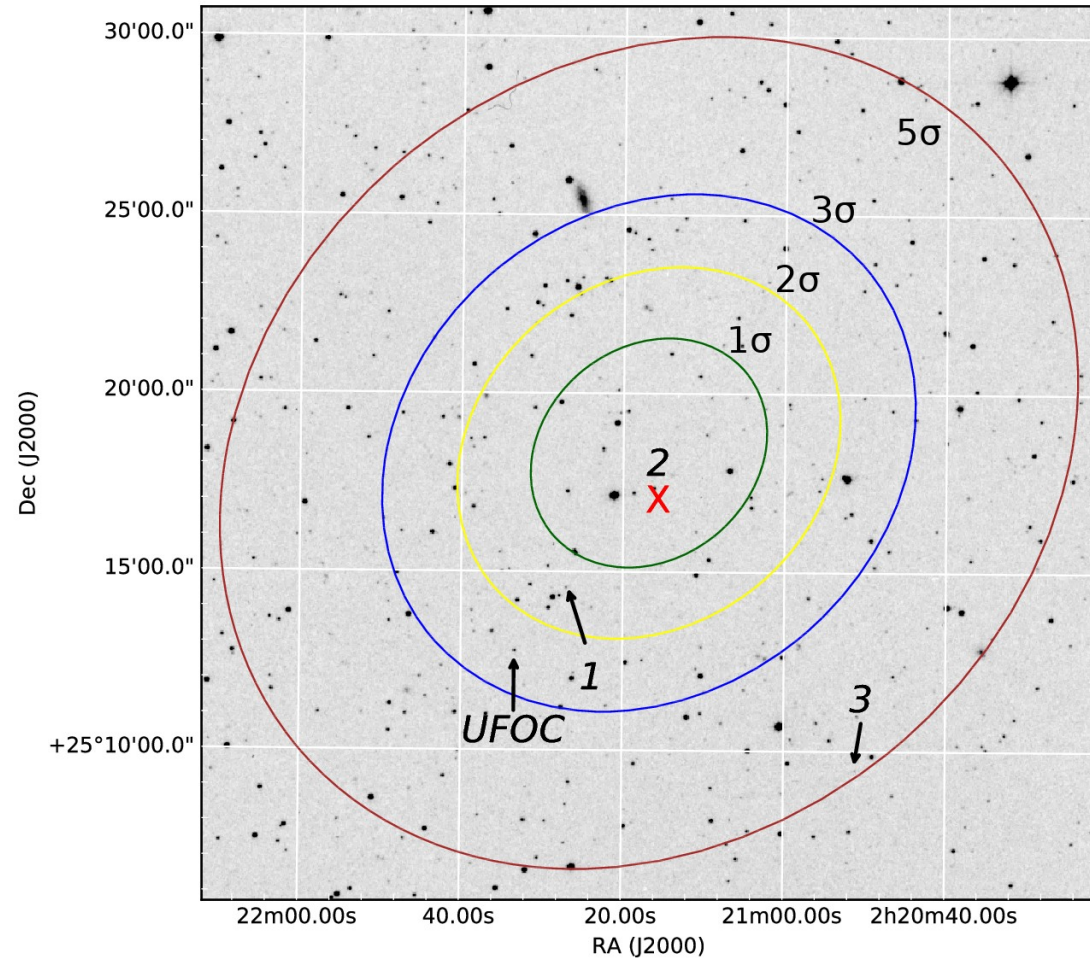 30'00.0"
5σ
25'00.0"
3σ
2σ
1σ
20'00.0"
Dec (J2000)
2
X
15'00.0"
1
3
UFOC
+25°10'00.0"
22m00.00s 40.00s 20.00s 21m00.00s 2h20m40.00s
RA (J2000)